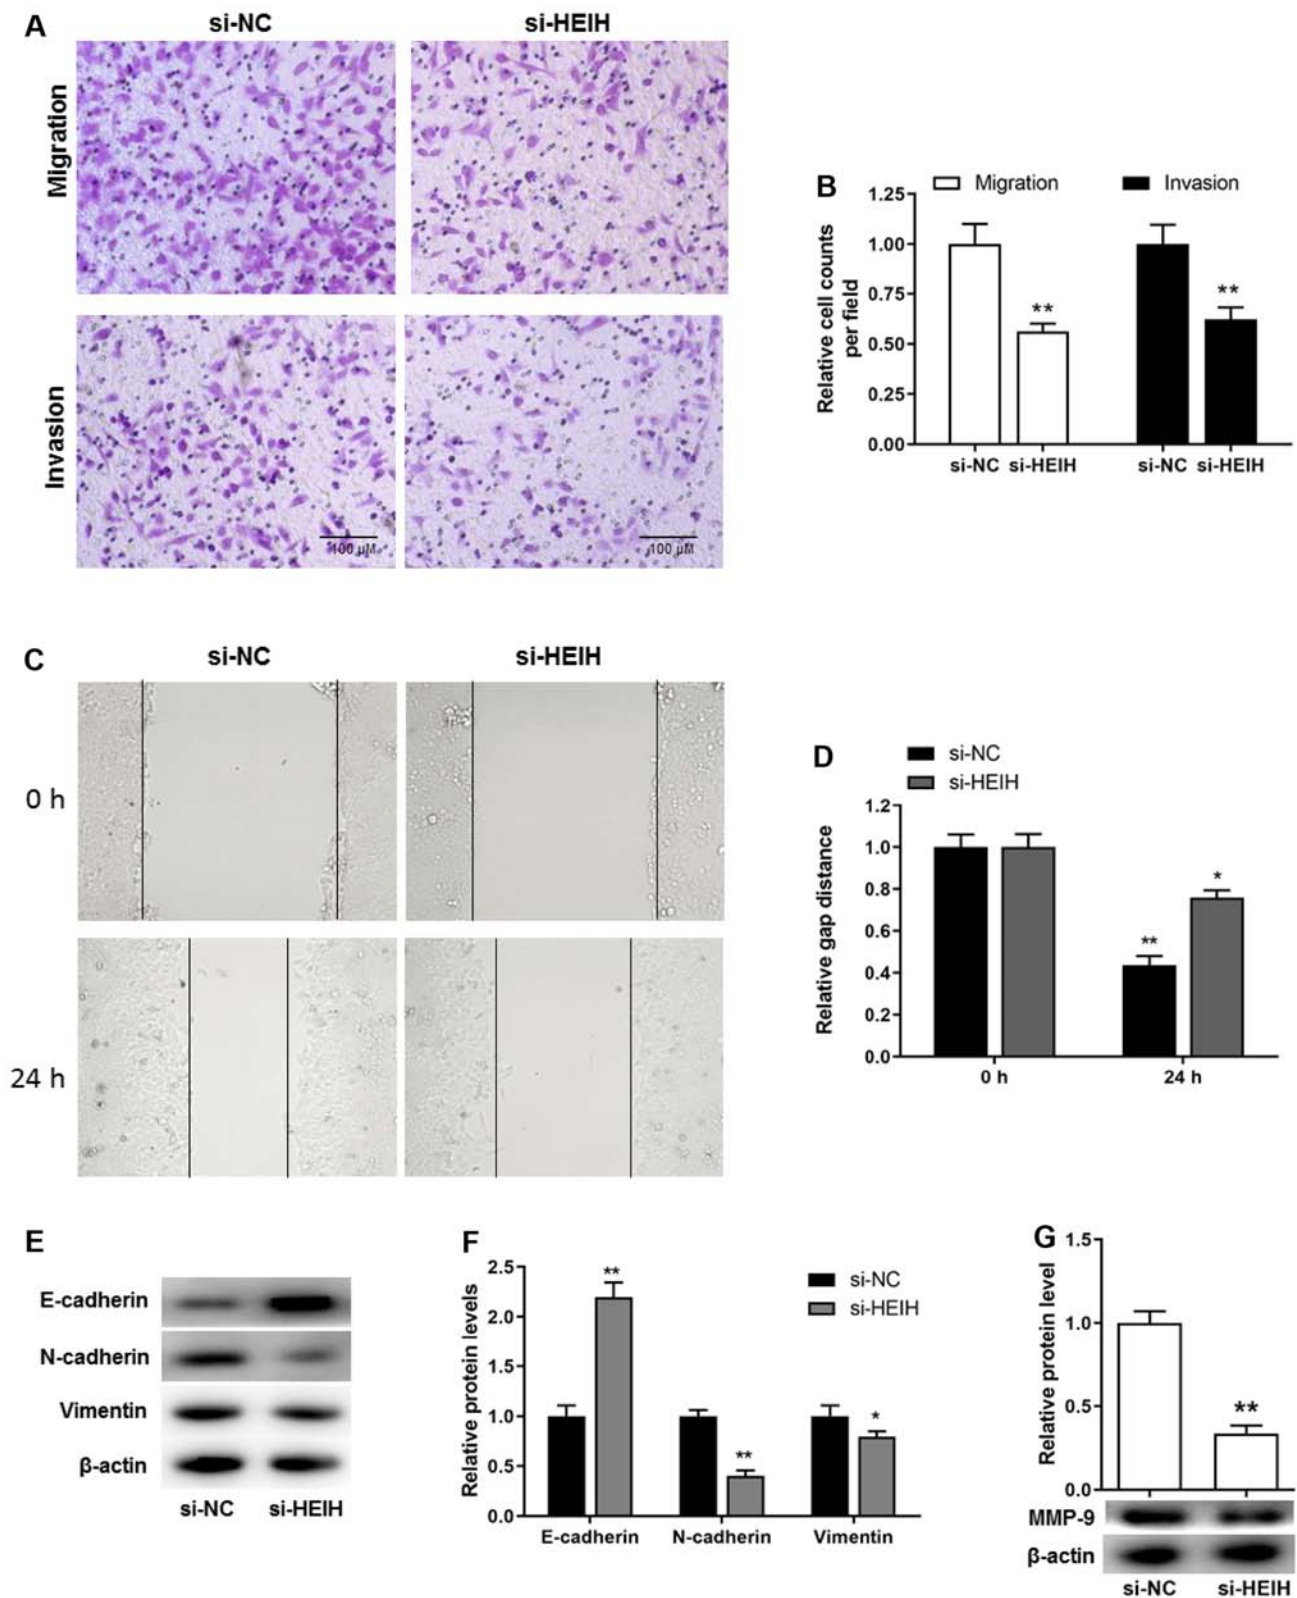 A
si-NC
si-HEIH
Migration
Invasion
100 µM
100 µM
B
Migration
Invasion
Relative cell counts
per field
1.25
1.00
0.75
0.50
0.25
0.00
**
**
si-NC
si-HEIH
si-NC
si-HEIH
C
si-NC
si-HEIH
0 h
24 h
D
si-NC
si-HEIH
Relative gap distance
1.2
1.0
0.8
0.6
0.4
0.2
0.0
**
*
0 h
24 h
E
E-cadherin
N-cadherin
Vimentin
β-actin
si-NC
si-HEIH
F
si-NC
si-HEIH
Relative protein levels
2.5
2.0
1.5
1.0
0.5
0.0
**
**
*
E-cadherin
N-cadherin
Vimentin
G
Relative protein level
1.5
1.0
0.5
0.0
**
MMP-9
β-actin
si-NC
si-HEIH